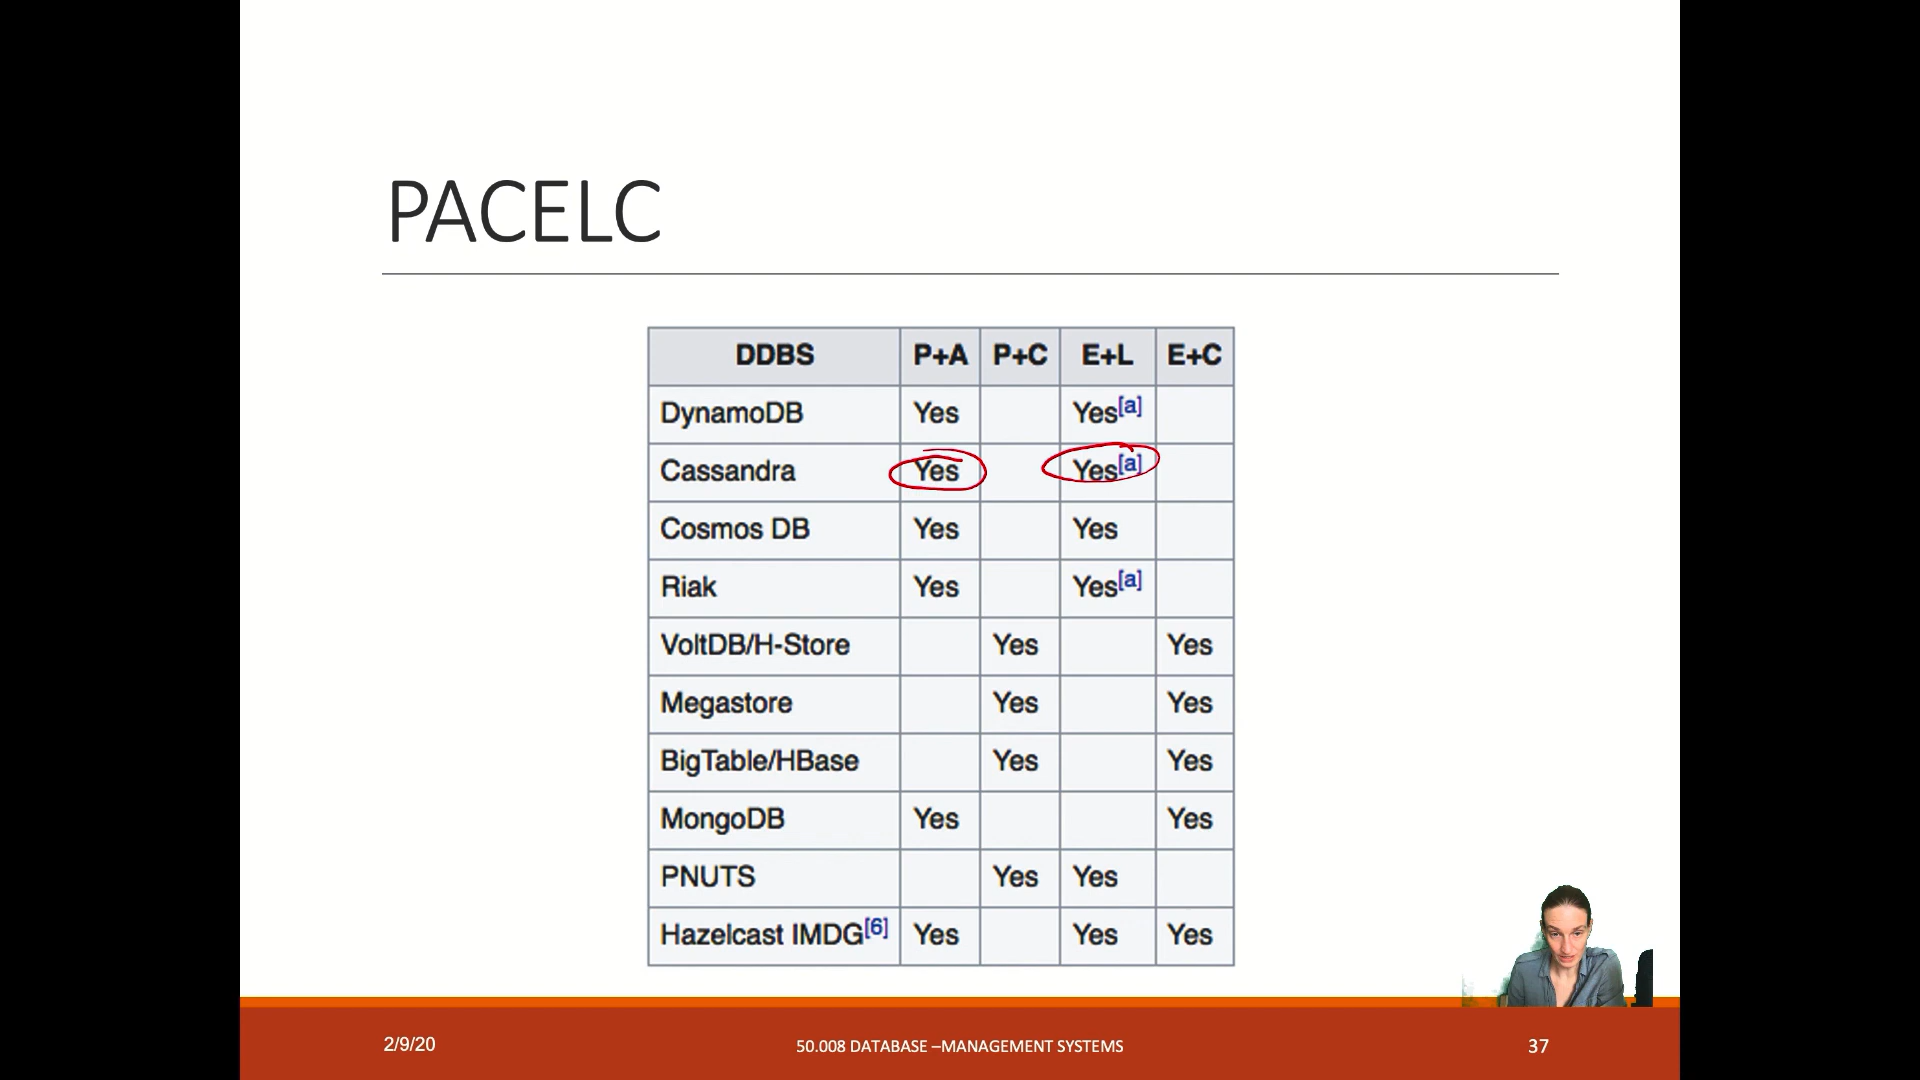 PACELC
DDBS P+A P+C E+L E+C
DynamoDB Yes Yes[a]
Cassandra Yes Yes[a]
Cosmos DB Yes Yes
Riak Yes Yes[a]
VoltDB/H-Store Yes Yes
Megastore Yes Yes
BigTable/HBase Yes Yes
MongoDB Yes Yes
PNUTS Yes Yes
Hazelcast IMDG[6] Yes Yes Yes
2/9/20 50.008 DATABASE –MANAGEMENT SYSTEMS 37